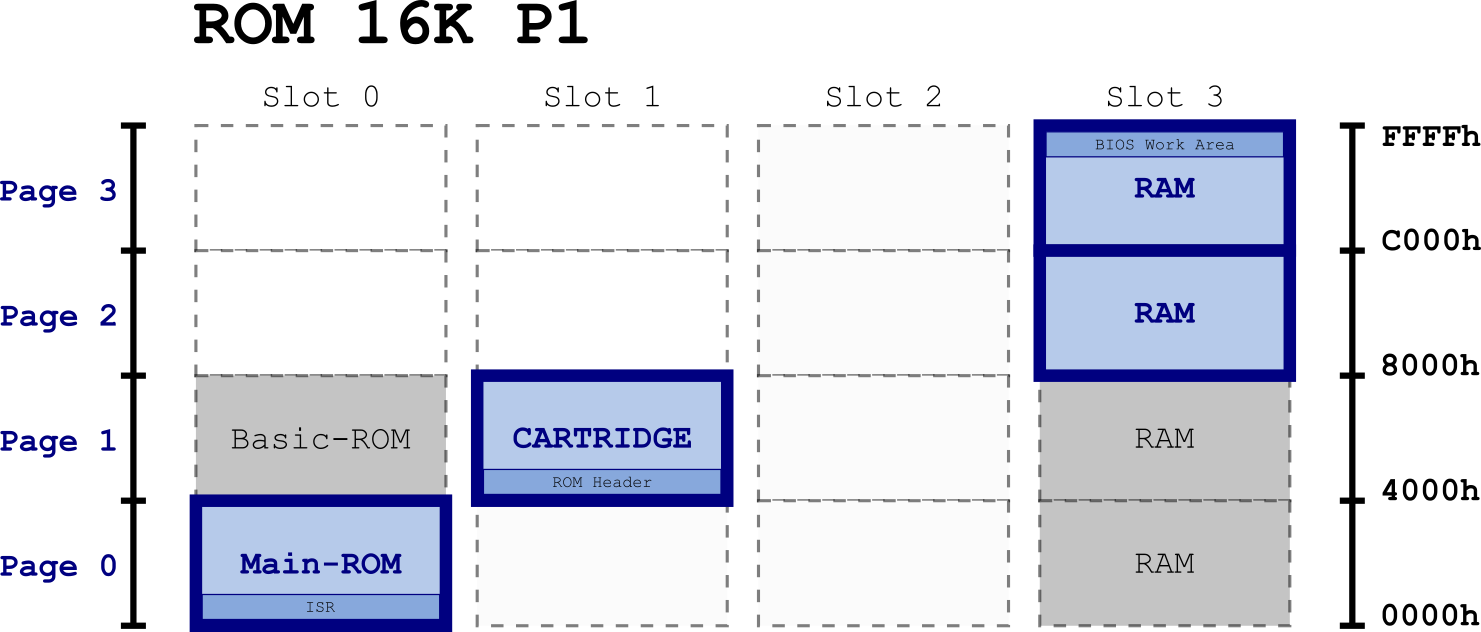 ROM 16K P1
Slot 0 Slot 1 Slot 2 Slot 3
FFFFh
BIOS Work Area
Page 3 RAM
C000h
Page 2 RAM
8000h
Page 1 Basic-ROM CARTRIDGE RAM
ROM Header 4000h
Page 0 Main-ROM RAM
ISR 0000h